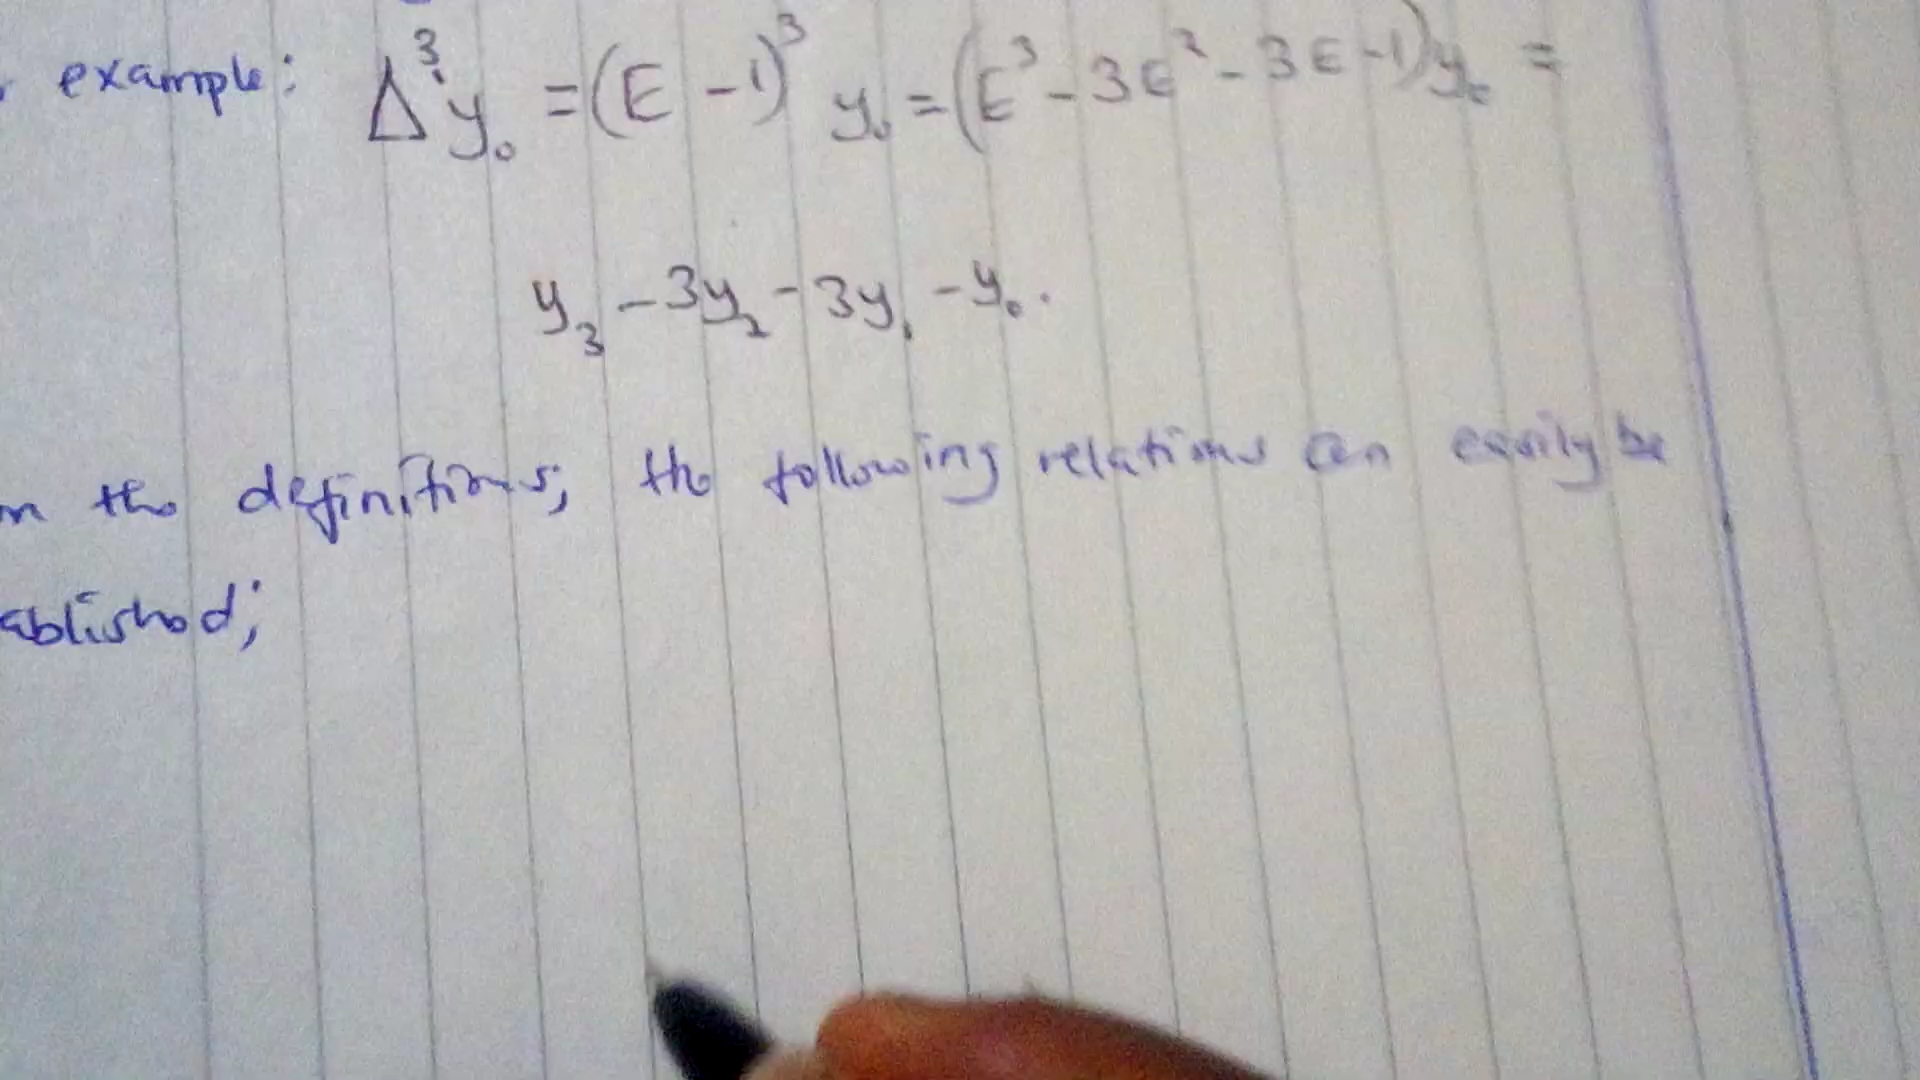 example: Δ³y₀ = (E - 1)³ y₀ = (E³ - 3E² - 3E - 1)y₀ =
y₃ - 3y₂ - 3y₁ - y₀.
the definitions, the following relations can easily be
ablished;